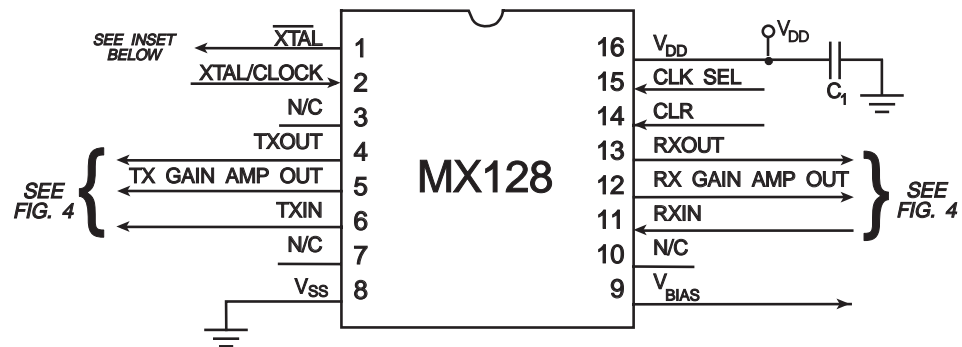 SEE INSET
BELOW
XTAL
1
XTAL/CLOCK
2
N/C
3
TXOUT
4
TX GAIN AMP OUT
5
TXIN
6
N/C
7
VSS
8
SEE
FIG. 4
MX128
16
VDD
VDD
C1
15
CLK SEL
14
CLR
13
RXOUT
12
RX GAIN AMP OUT
11
RXIN
10
N/C
9
VBIAS
SEE
FIG. 4